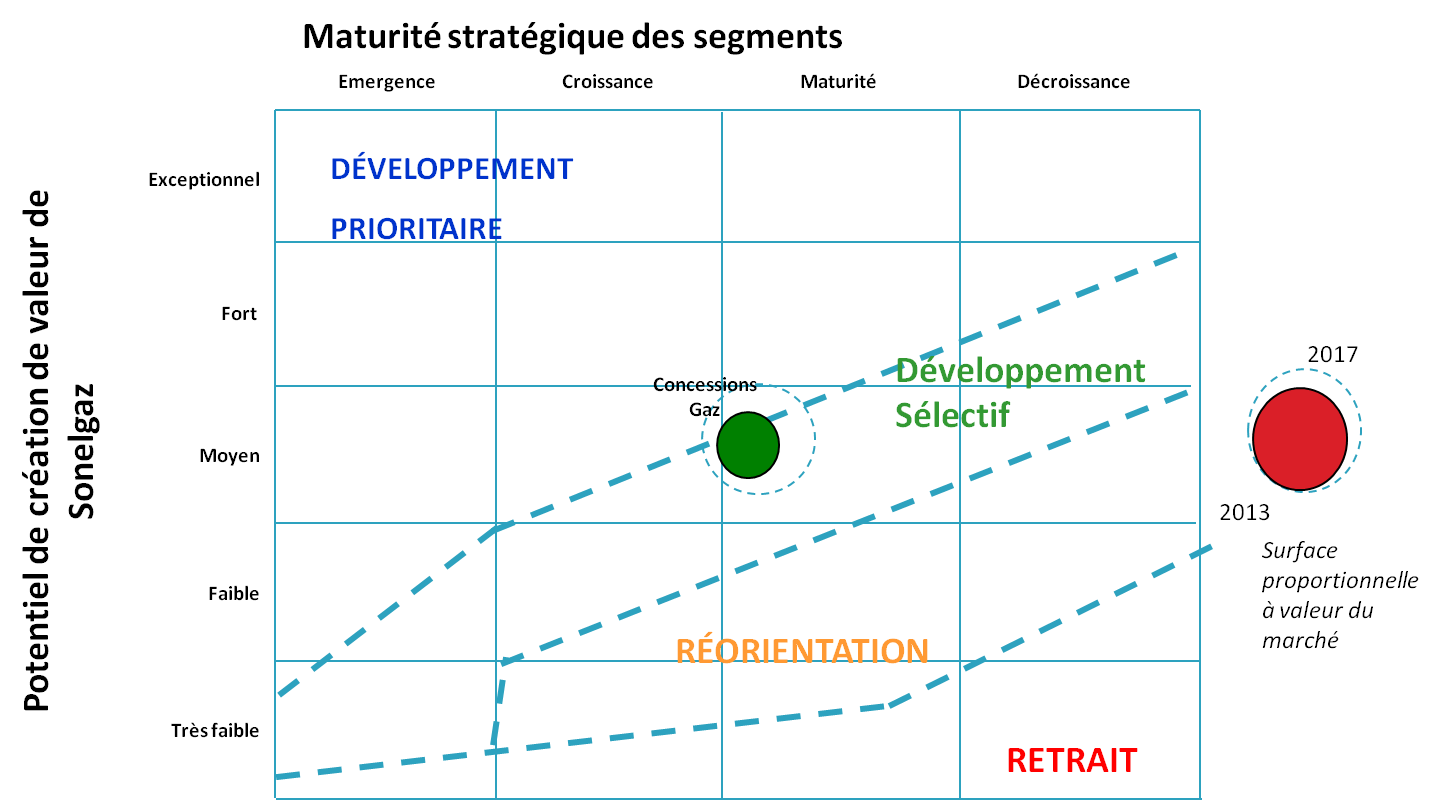 Maturité stratégique des segments
Emergence
Croissance
Maturité
Décroissance
Potentiel de création de valeur de
Sonelgaz
Exceptionnel
Fort
Moyen
Faible
Très faible
DÉVELOPPEMENT
PRIORITAIRE
Concessions
Gaz
Développement
Sélectif
RÉORIENTATION
RETRAIT
2017
2013
Surface
proportionnelle
à valeur du
marché